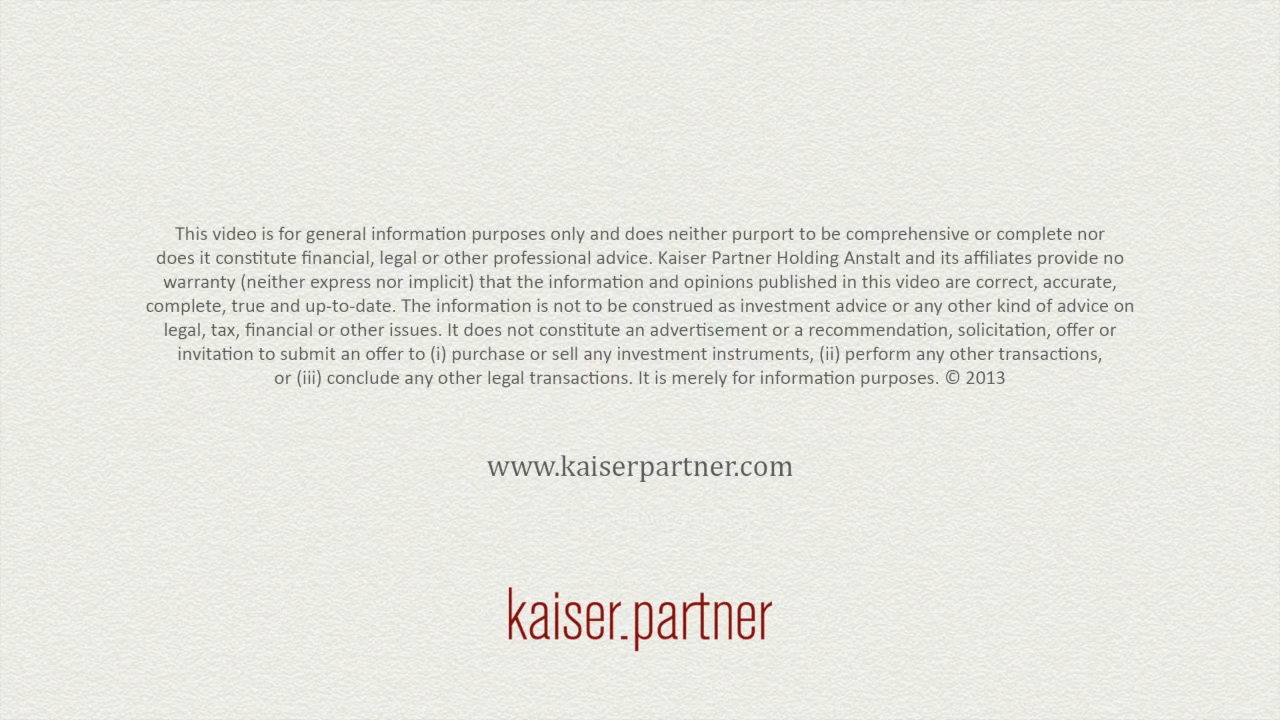 This video is for general information purposes only and does neither purport to be comprehensive or complete nor
does it constitute financial, legal or other professional advice. Kaiser Partner Holding Anstalt and its affiliates provide no
warranty (neither express nor implicit) that the information and opinions published in this video are correct, accurate,
complete, true and up-to-date. The information is not to be construed as investment advice or any other kind of advice on
legal, tax, financial or other issues. It does not constitute an advertisement or a recommendation, solicitation, offer or
invitation to submit an offer to (i) purchase or sell any investment instruments, (ii) perform any other transactions,
or (iii) conclude any other legal transactions. It is merely for information purposes. © 2013
www.kaiserpartner.com
kaiser.partner